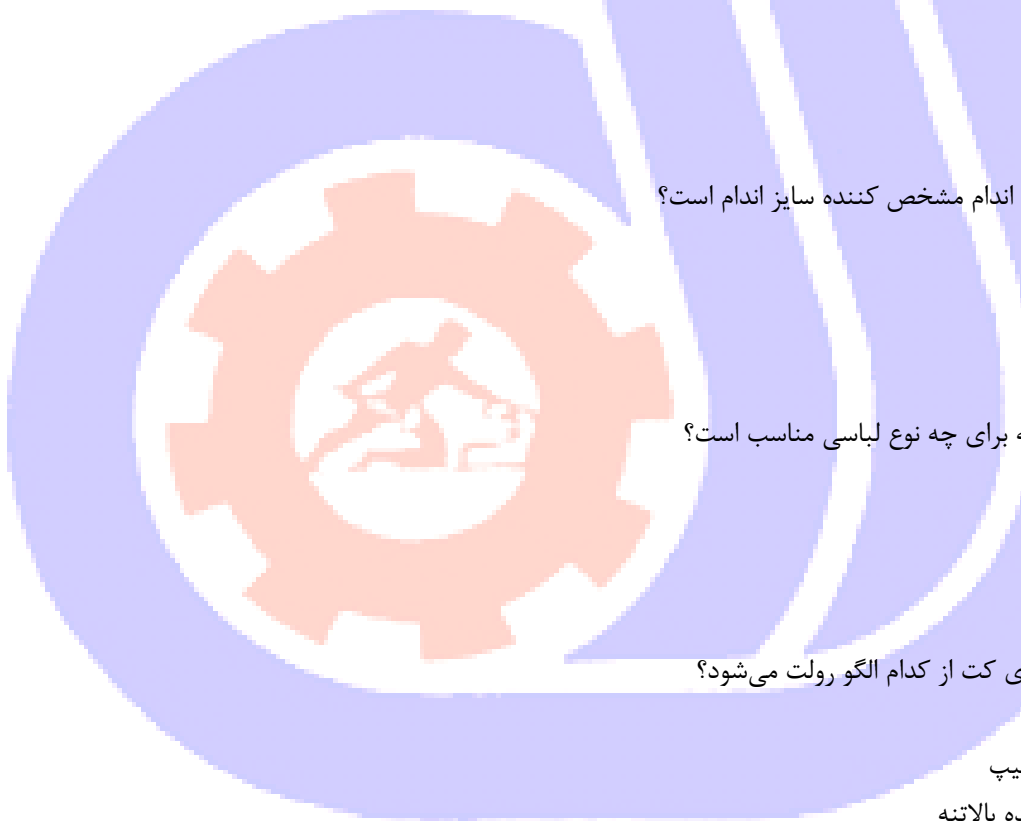 اندام مشخص کننده سایز اندام است؟
برای چه نوع لباسی مناسب است؟
کت از کدام الگو رولت می‌شود؟
بالاتنه